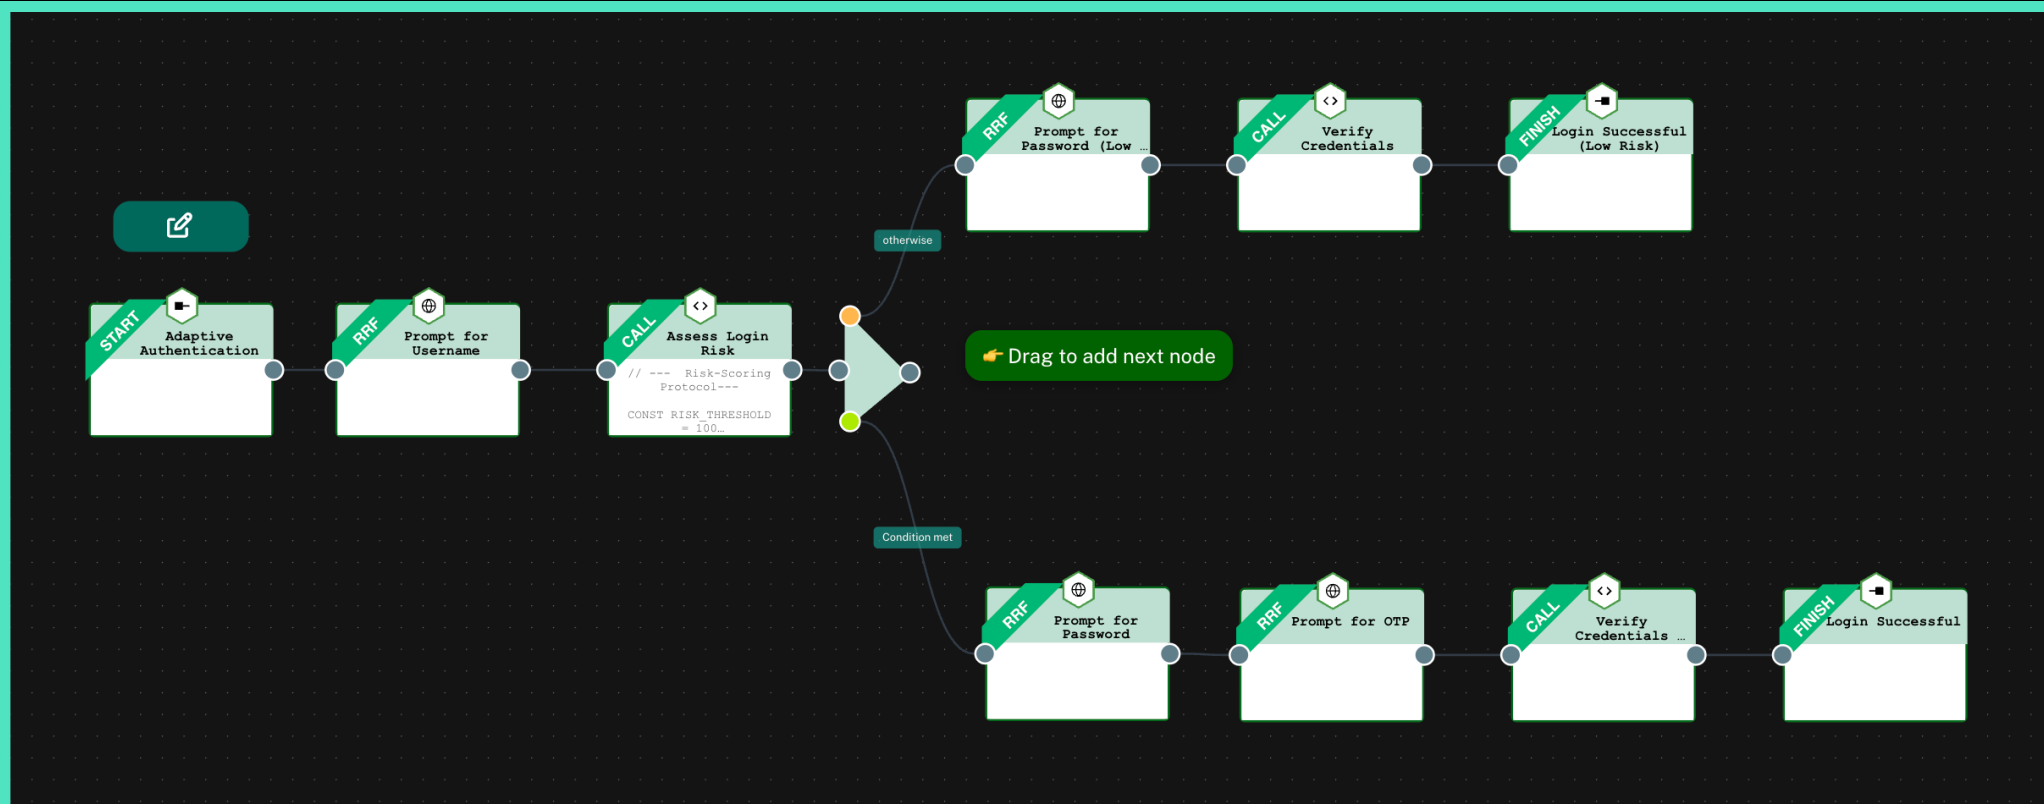 RRF
Prompt for
Password (Low …
CALL
Verify
Credentials
FINISH
Login Successful
(Low Risk)
otherwise
START
Adaptive
Authentication
RRF
Prompt for
Username
CALL
Assess Login
Risk
// --- Risk-Scoring
Protocol---
CONST RISK_THRESHOLD
= 100…
👉 Drag to add next node
Condition met
RRF
Prompt for
Password
RRF
Prompt for OTP
CALL
Verify
Credentials …
FINISH
Login Successful